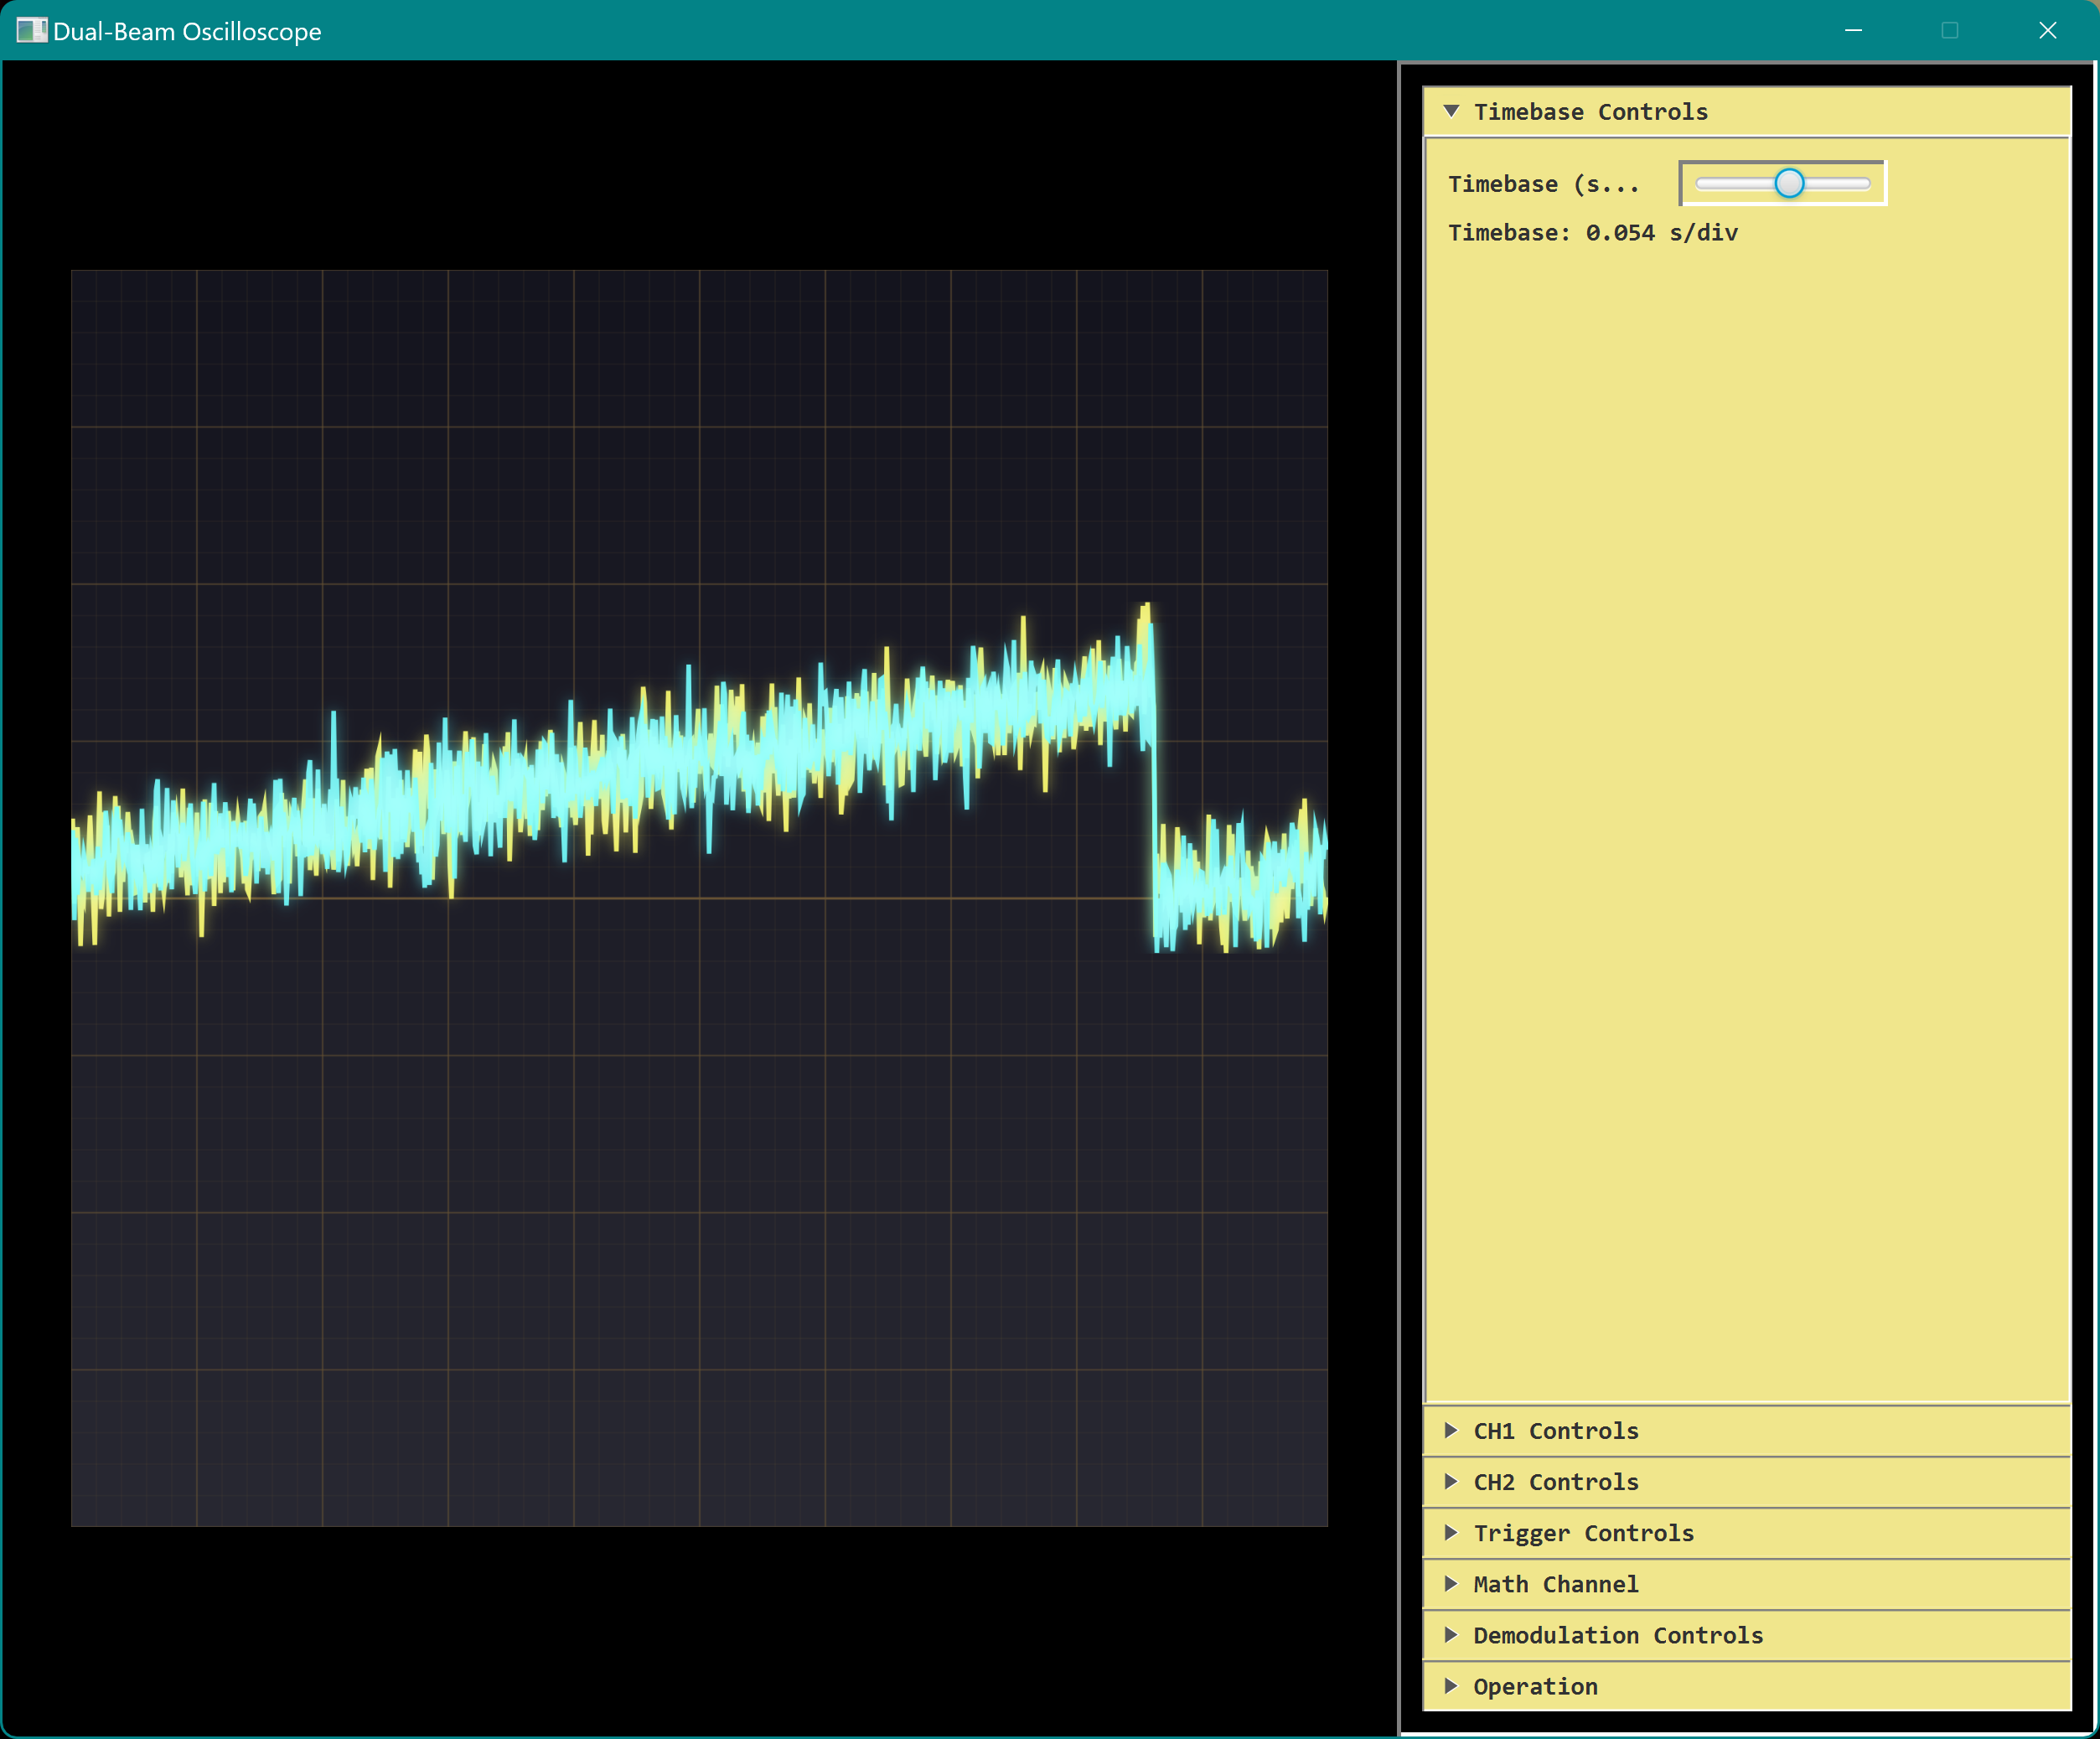 Dual-Beam Oscilloscope
Timebase Controls
Timebase (s...
Timebase: 0.054 s/div
CH1 Controls
CH2 Controls
Trigger Controls
Math Channel
Demodulation Controls
Operation